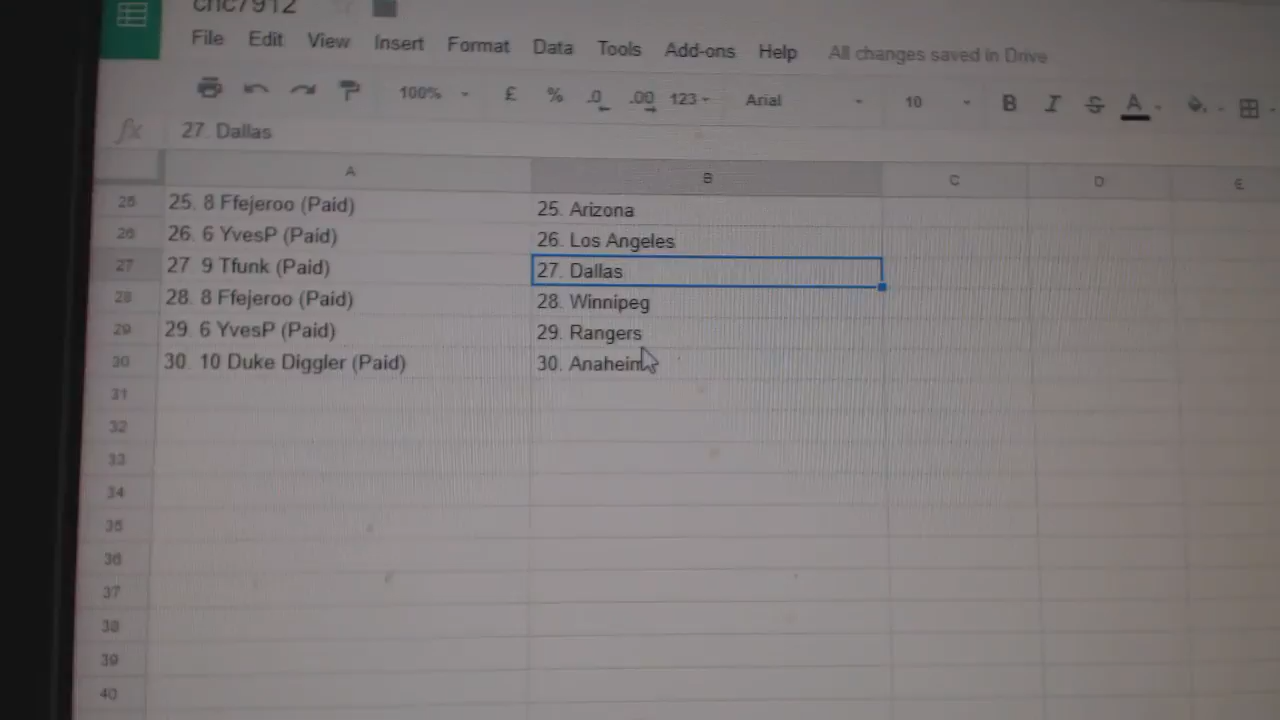 chc7912
File Edit View Insert Format Data Tools Add-ons Help All changes saved in Drive
100% £ % .0 .00 123 Arial 10 B I S A
fx 27. Dallas
A B C D E
25 25. 8 Ffejeroo (Paid) 25. Arizona
26 26. 6 YvesP (Paid) 26. Los Angeles
27 27 9 Tfunk (Paid) 27. Dallas
28 28. 8 Ffejeroo (Paid) 28. Winnipeg
29 29. 6 YvesP (Paid) 29. Rangers
30 30. 10 Duke Diggler (Paid) 30. Anaheim
31
32
33
34
35
36
37
38
39
40